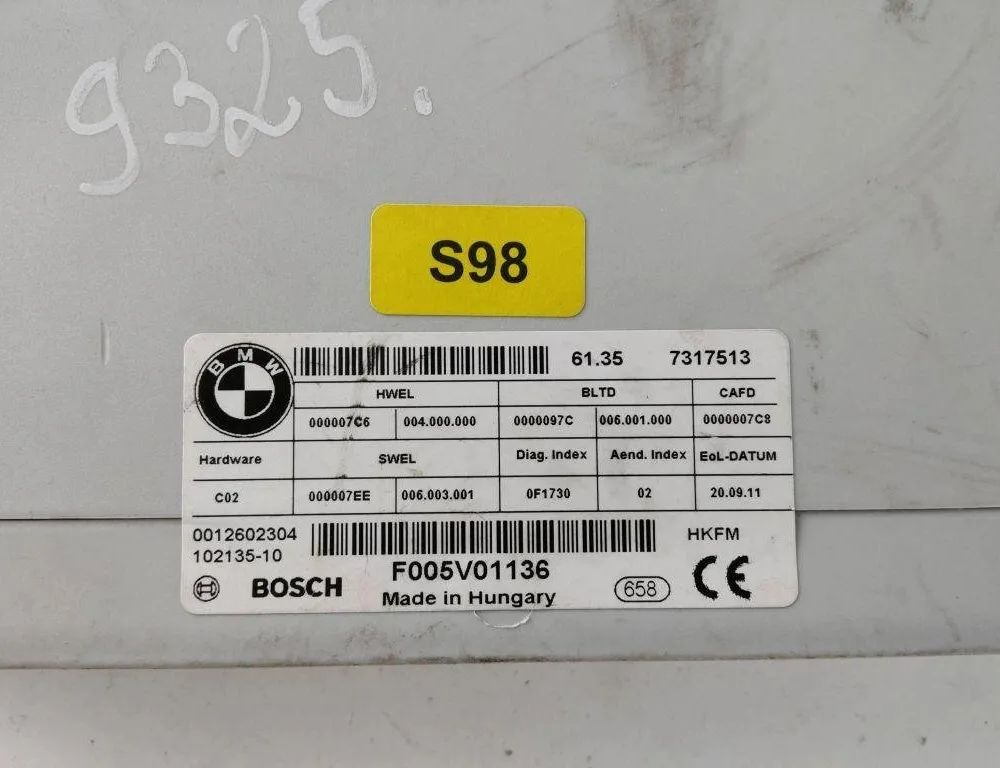 9325.
S98
BMW 61.35 7317513
HWEL BLTD CAFD
000007C6 004.000.000 0000097C 006.001.000 0000007C8
Hardware SWEL Diag. Index Aend. Index EoL-DATUM
C02 000007EE 006.003.001 0F1730 02 20.09.11
0012602304 HKFM
102135-10
BOSCH F005V01136 658 CE
Made in Hungary